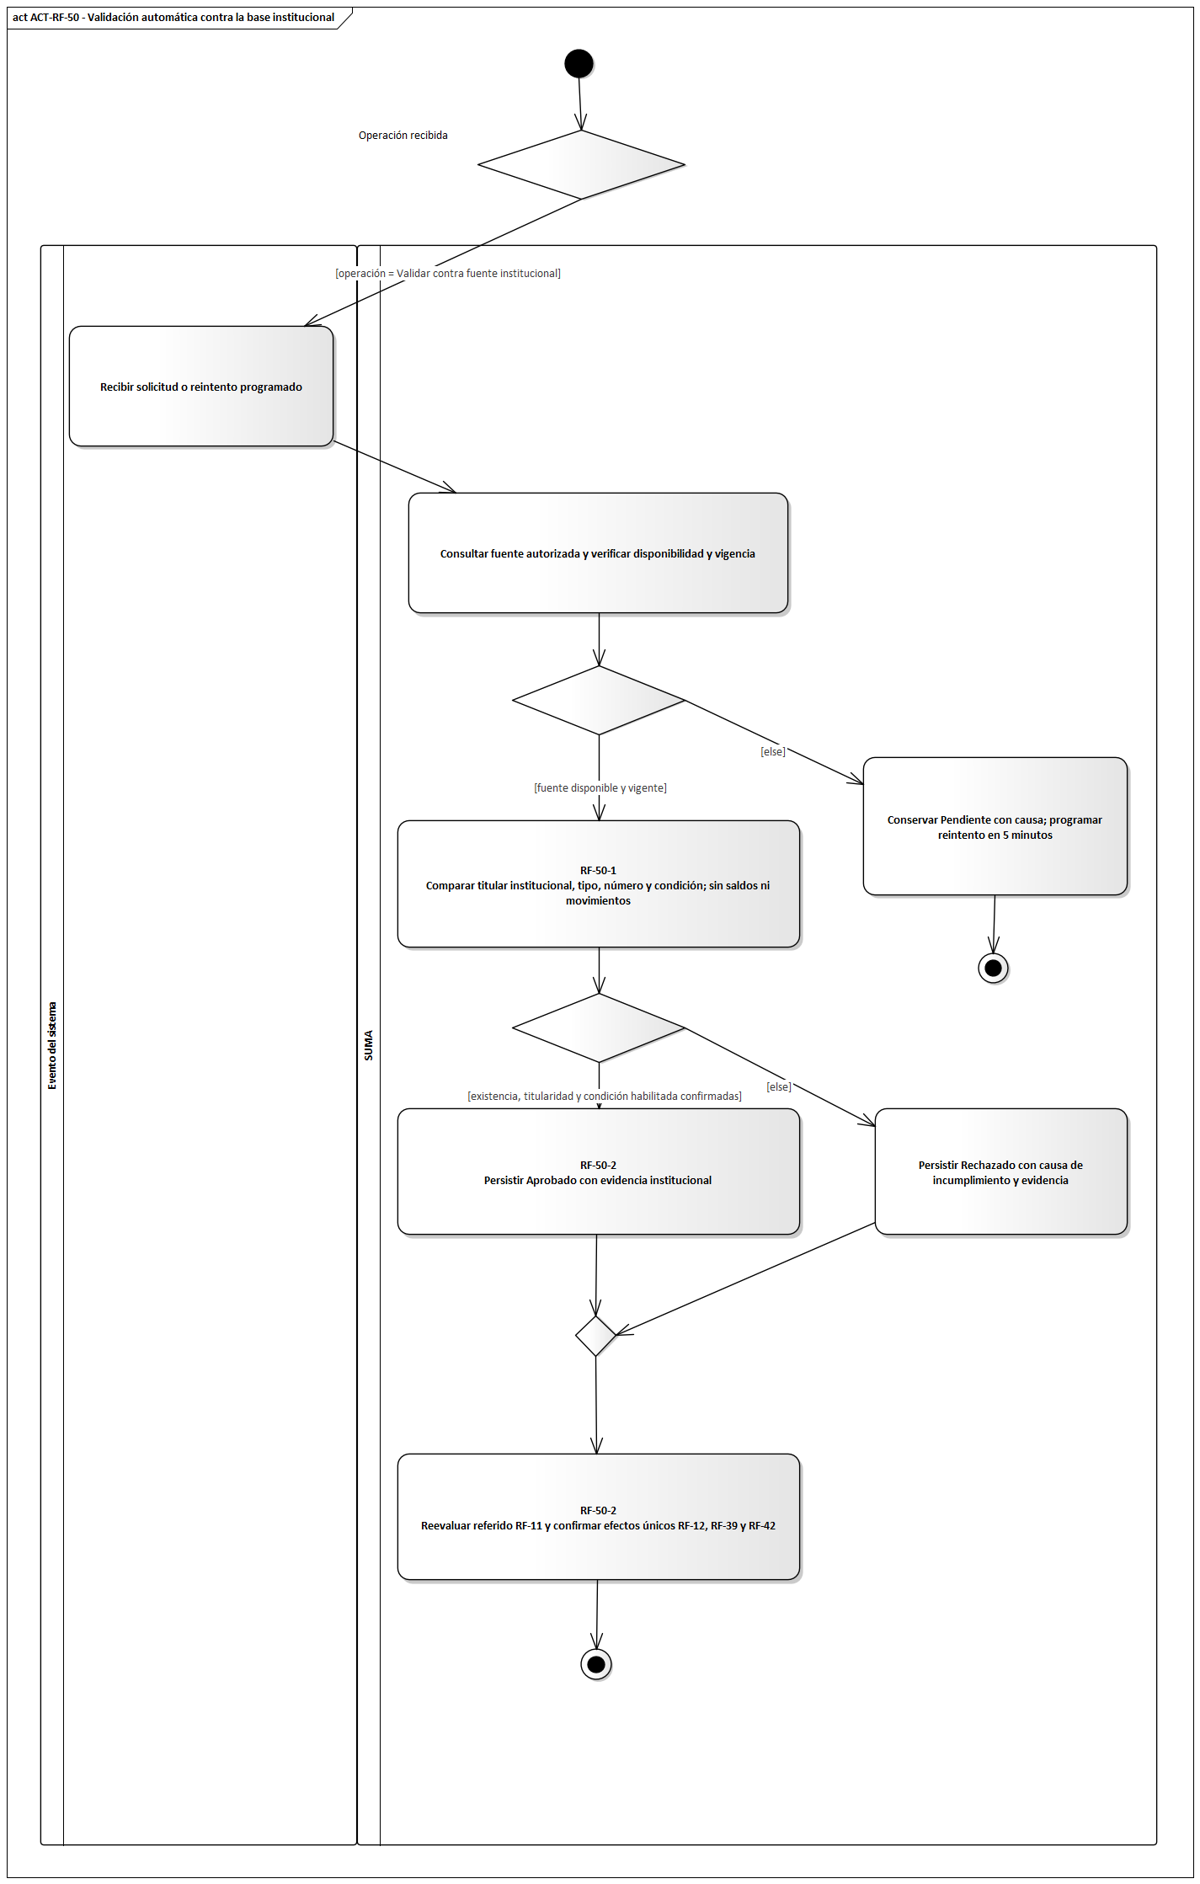 act ACT-RF-50 - Validación automática contra la base institucional
Operación recibida
[operación = Validar contra fuente institucional]
Recibir solicitud o reintento programado
Consultar fuente autorizada y verificar disponibilidad y vigencia
[else]
[fuente disponible y vigente]
Conservar Pendiente con causa; programar
reintento en 5 minutos
RF-50-1
Comparar titular institucional, tipo, número y condición; sin saldos ni
movimientos
Evento del sistema
SUMA
[else]
[existencia, titularidad y condición habilitada confirmadas]
RF-50-2
Persistir Aprobado con evidencia institucional
Persistir Rechazado con causa de
incumplimiento y evidencia
RF-50-2
Reevaluar referido RF-11 y confirmar efectos únicos RF-12, RF-39 y RF-42